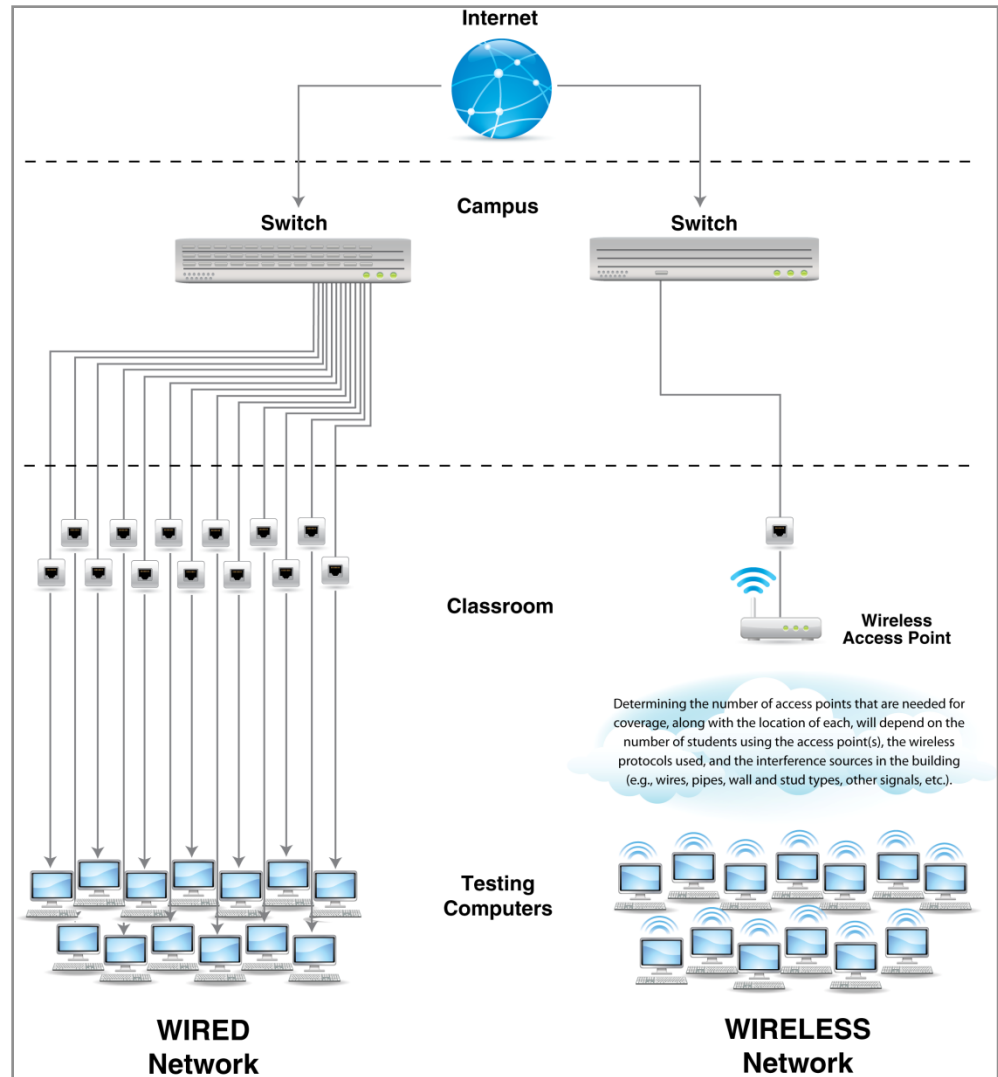 Internet
Campus
Switch
Switch
Classroom
Wireless
Access Point
Determining the number of access points that are needed for
coverage, along with the location of each, will depend on the
number of students using the access point(s), the wireless
protocols used, and the interference sources in the building
(e.g., wires, pipes, wall and stud types, other signals, etc.).
Testing
Computers
WIRED
Network
WIRELESS
Network